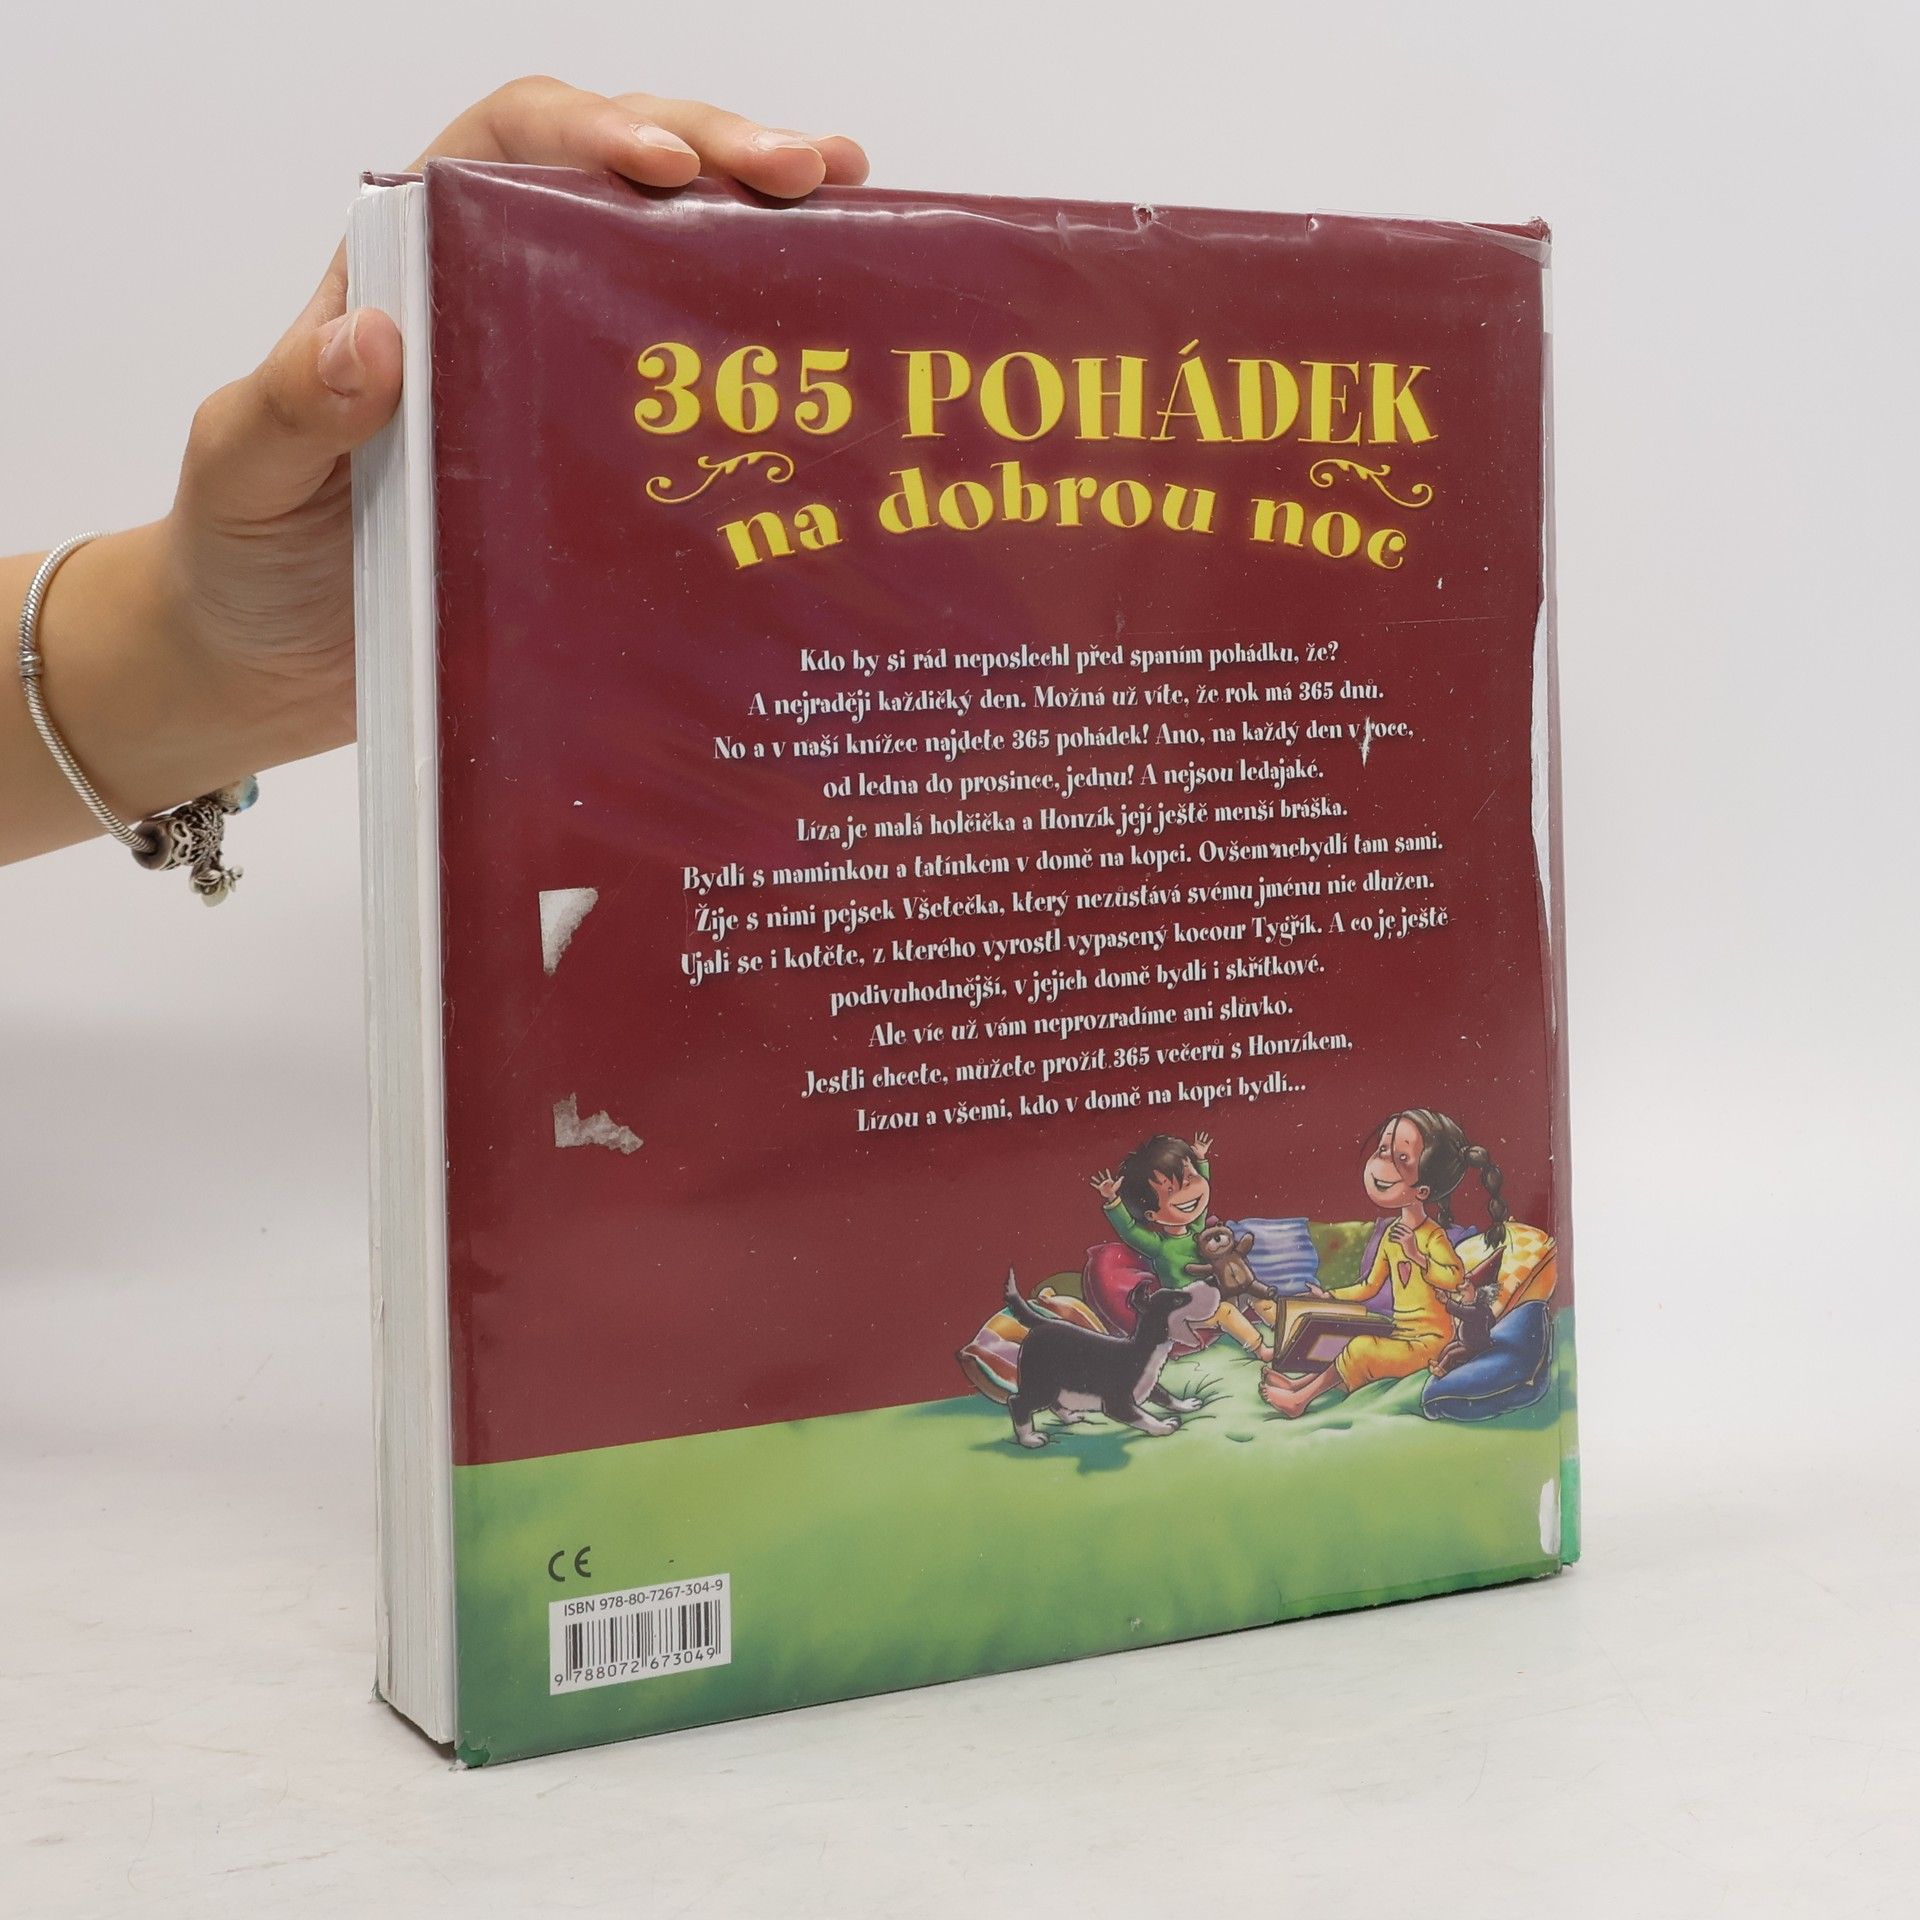 365 POHÁDEK
na dobrou noc
Kdo by si rád neposlechl před spaním pohádku, že?
A nejraději každičký den. Možná už víte, že rok má 365 dnů.
No a v naší knížce najdete 365 pohádek! Ano, na každý den v roce,
od ledna do prosince, jednu! A nejsou ledajaké.
Líza je malá holčička a Honzík její ještě menší bráška.
Bydlí s maminkou a tatínkem v domě na kopci. Ovšem nebydlí tam sami.
Žije s nimi pejsek Všetečka, který nezůstává svému jménu nic dlužen.
Ujali se i kotěte, z kterého vyrostl vypasený kocour Tygřík. A co je ještě
podivuhodnější, v jejich domě bydlí i skřítkové.
Ale víc už vám neprozradíme ani slůvko.
Jestli chcete, můžete prožít 365 večerů s Honzíkem,
Lízou a všemi, kdo v domě na kopci bydlí...
CE
ISBN 978-80-7267-304-9
9 788072 673049